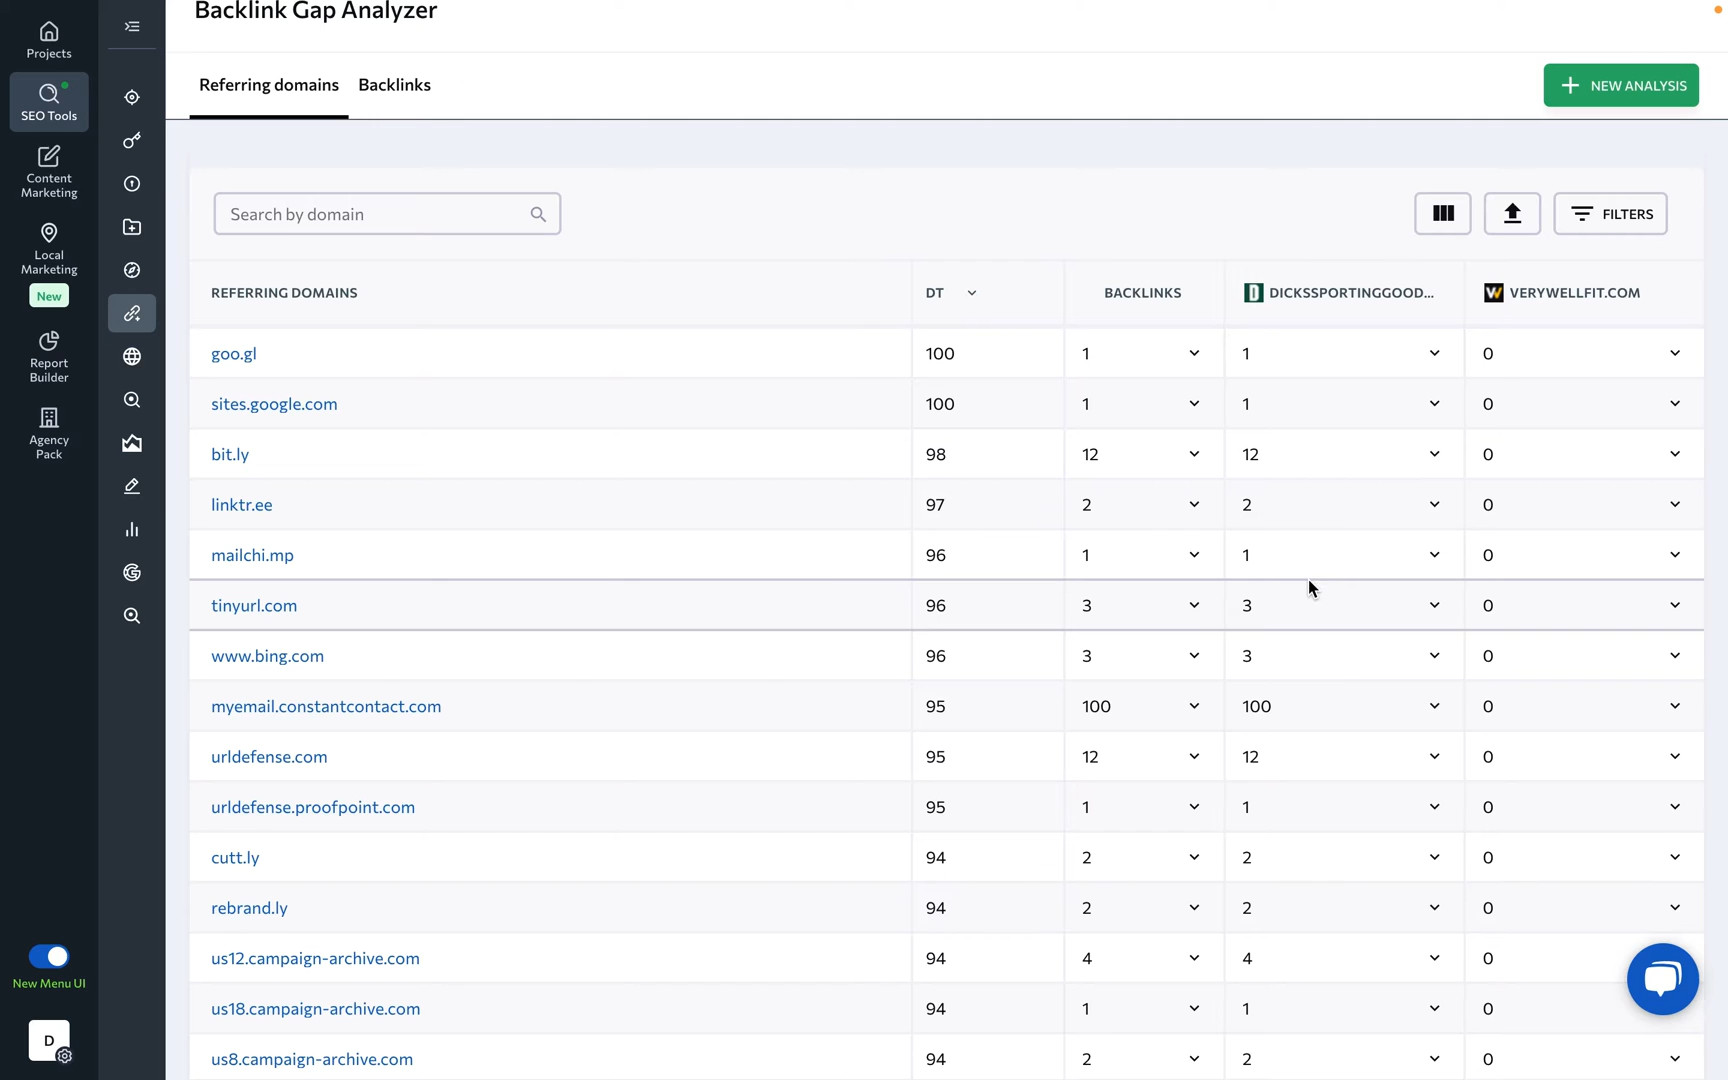 Backlink Gap Analyzer
Projects
SEO Tools
Content
Marketing
Local
Marketing
New
Report
Builder
Agency
Pack
New Menu UI
D
Referring domains
Backlinks
NEW ANALYSIS
Search by domain
FILTERS
REFERRING DOMAINS DT BACKLINKS D DICKSSPORTINGGOOD... W VERYWELLFIT.COM
goo.gl 100 1 1 0
sites.google.com 100 1 1 0
bit.ly 98 12 12 0
linktr.ee 97 2 2 0
mailchi.mp 96 1 1 0
tinyurl.com 96 3 3 0
www.bing.com 96 3 3 0
myemail.constantcontact.com 95 100 100 0
urldefense.com 95 12 12 0
urldefense.proofpoint.com 95 1 1 0
cutt.ly 94 2 2 0
rebrand.ly 94 2 2 0
us12.campaign-archive.com 94 4 4 0
us18.campaign-archive.com 94 1 1 0
us8.campaign-archive.com 94 2 2 0